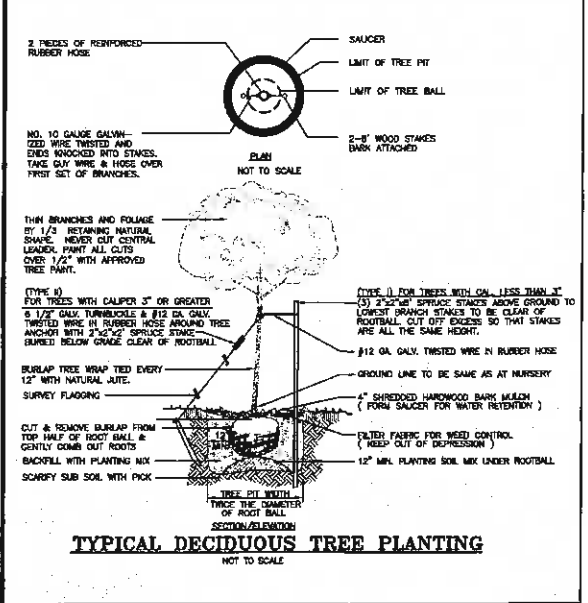 2 PIECES OF REINFORCED
RUBBER HOSE
SAUCER
LIMIT OF TREE PIT
LIMIT OF TREE BALL
NO. 10 GAUGE GALVIN-
IZED WIRE TWISTED AND
ENDS KNOCKED INTO STAKES.
TAKE GUY WIRE & HOSE OVER
FIRST SET OF BRANCHES.
2-8' WOOD STAKES
BARK ATTACHED
PLAN
NOT TO SCALE
THIN BRANCHES AND FOLIAGE
BY 1/3 RETAINING NATURAL
SHAPE. NEVER CUT CENTRAL
LEADER. PAINT ALL CUTS
OVER 1/2" WITH APPROVED
TREE PAINT.
(TYPE II)
FOR TREES WITH CALIPER 3" OR GREATER
6 1/2" GALV. TURNBUCKLE & #12 GA. GALV.
TWISTED WIRE IN RUBBER HOSE AROUND TREE
ANCHOR WITH 2"x2"x2' SPRUCE STAKE
BURIED BELOW GRADE CLEAR OF ROOTBALL
BURLAP TREE WRAP TIED EVERY
12" WITH NATURAL JUTE.
SURVEY FLAGGING
CUT & REMOVE BURLAP FROM
TOP HALF OF ROOT BALL &
GENTLY COMB OUT ROOTS
BACKFILL WITH PLANTING MIX
SCARIFY SUB SOIL WITH PICK
(TYPE I) FOR TREES WITH CAL. LESS THAN 3"
(3) 2"x2"x8' SPRUCE STAKES ABOVE GROUND TO
LOWEST BRANCH STAKES TO BE CLEAR OF
ROOTBALL. CUT OFF EXCESS SO THAT STAKES
ARE ALL THE SAME HEIGHT.
#12 GA. GALV. TWISTED WIRE IN RUBBER HOSE
GROUND LINE TO BE SAME AS AT NURSERY
4" SHREDDED HARDWOOD BARK MULCH
( FORM SAUCER FOR WATER RETENTION )
FILTER FABRIC FOR WEED CONTROL
( KEEP OUT OF DEPRESSION )
12" MIN. PLANTING SOIL MIX UNDER ROOTBALL
12"
MIN
TREE PIT WIDTH
TWICE THE DIAMETER
OF ROOT BALL
SECTION/ELEVATION
TYPICAL DECIDUOUS TREE PLANTING
NOT TO SCALE